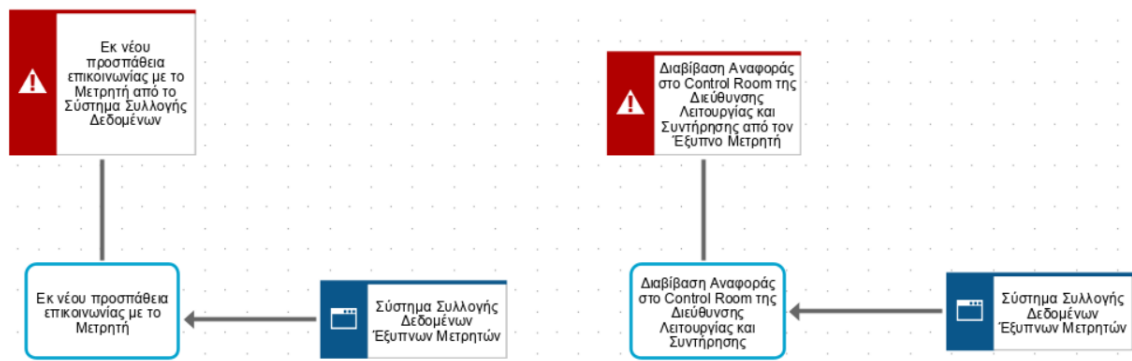 Εκ νέου
προσπάθεια
επικοινωνίας με το
Μετρητή από το
Σύστημα Συλλογής
Δεδομένων
Διαβίβαση Αναφοράς
στο Control Room της
Διεύθυνσης
Λειτουργίας και
Συντήρησης από τον
Έξυπνο Μετρητή
Εκ νέου προσπάθεια
επικοινωνίας με το
Μετρητή
Σύστημα Συλλογής
Δεδομένων
Έξυπνων Μετρητών
Διαβίβαση Αναφοράς
στο Control Room της
Διεύθυνσης
Λειτουργίας και
Συντήρησης
Σύστημα Συλλογής
Δεδομένων
Έξυπνων Μετρητών